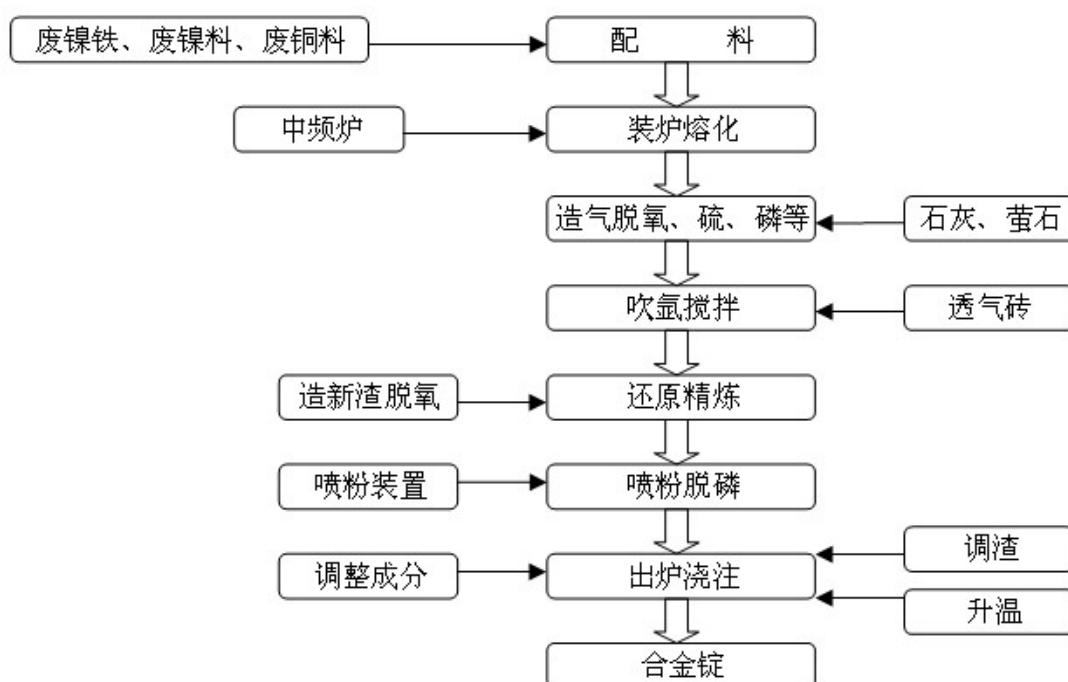 废镍铁、废镍料、废铜料
配 料
中频炉
装炉熔化
造气脱氧、硫、磷等
石灰、萤石
吹氩搅拌
透气砖
造新渣脱氧
还原精炼
喷粉装置
喷粉脱磷
调渣
调整成分
出炉浇注
升温
合金锭